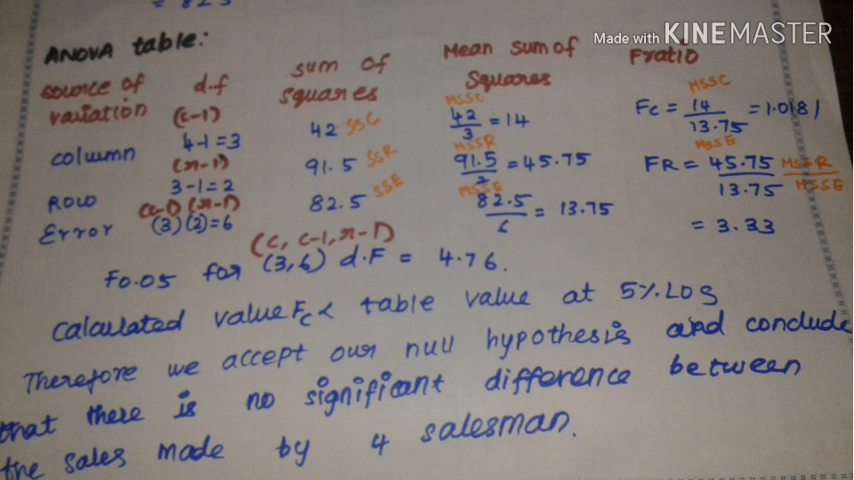 = 82.5
Made with KINEMASTER
ANOVA table:
source of variation d.f sum of squares Mean sum of squares F ratio
(c-1) MSSC MSSC
column 4-1=3 42 SSC 42/3 = 14 Fc = 14/13.75 = 1.0181
MSSE
(r-1) MSSR
Row 3-1=2 91.5 SSR 91.5/2 = 45.75 FR = 45.75/13.75 MSSR/MSSE
(c-1)(r-1) MSSE
Error (3)(2)=6 82.5 SSE 82.5/6 = 13.75 = 3.33
(c, c-1, r-1)
F0.05 for (3,6) d.F = 4.76.
calculated value Fc < table value at 5% LOS
Therefore we accept our null hypothesis and conclude
that there is no significant difference between
the sales made by 4 salesman.